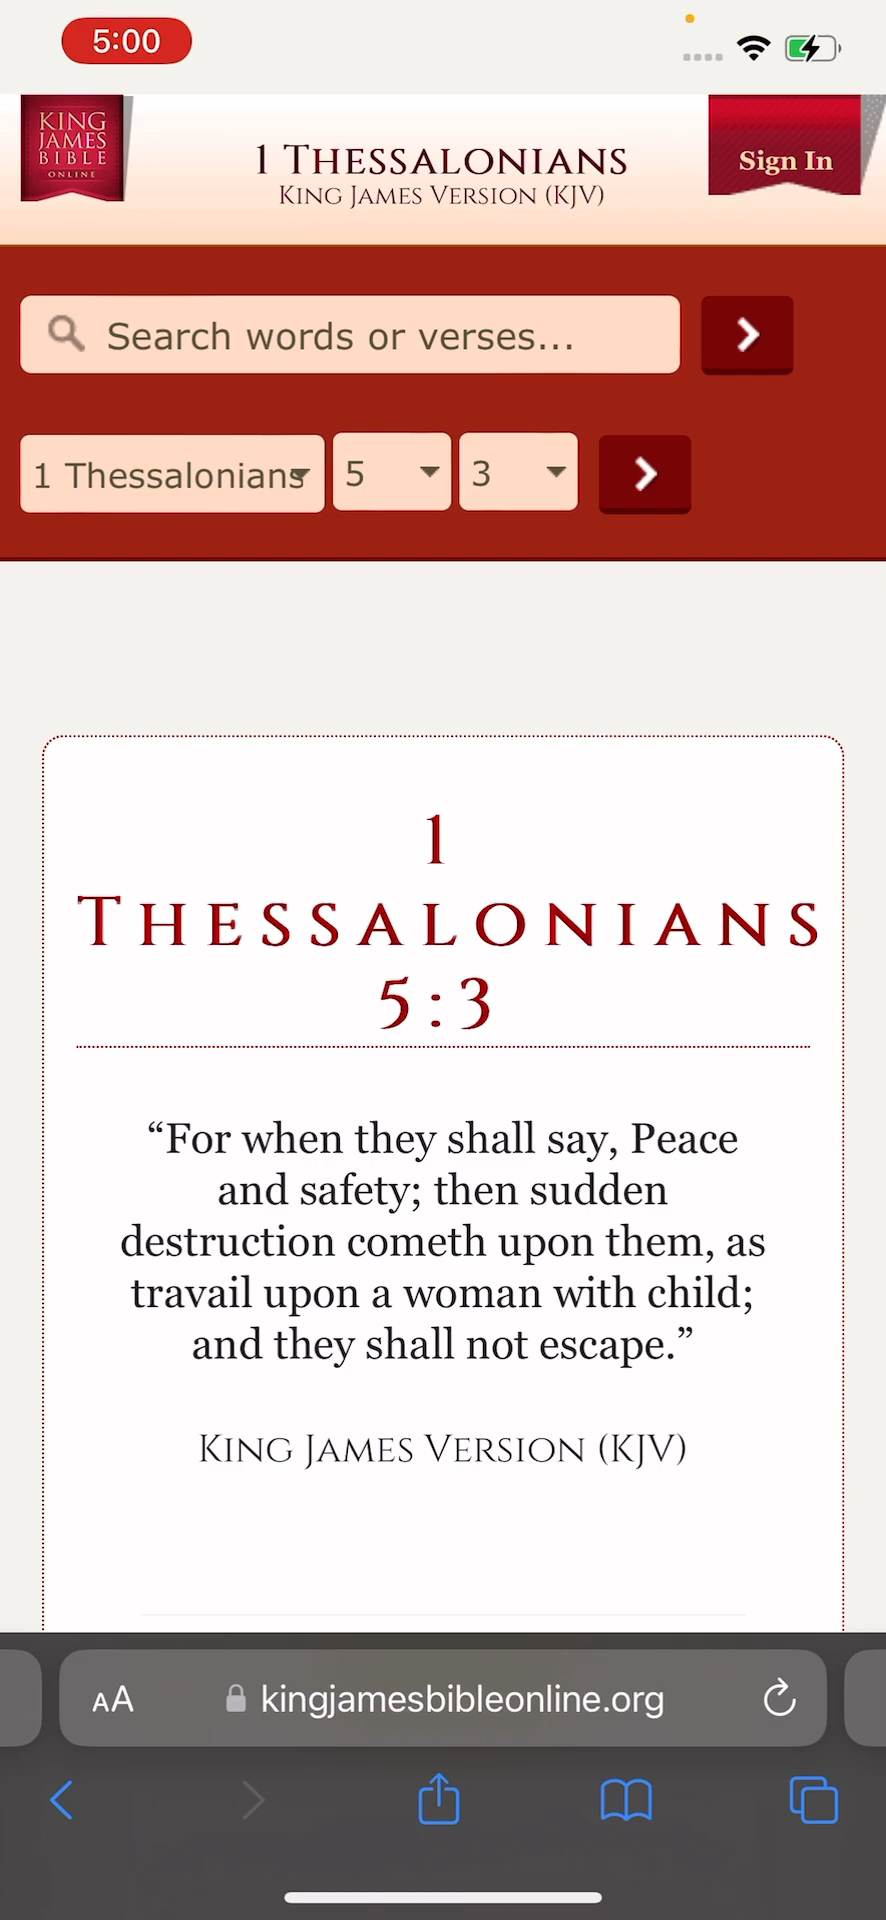 5:00
KING
JAMES
BIBLE
ONLINE
1 THESSALONIANS
KING JAMES VERSION (KJV)
Sign In
Search words or verses...
1 Thessalonians 5 3
1
THESSALONIANS
5:3
“For when they shall say, Peace
and safety; then sudden
destruction cometh upon them, as
travail upon a woman with child;
and they shall not escape.”
KING JAMES VERSION (KJV)
AA kingjamesbibleonline.org